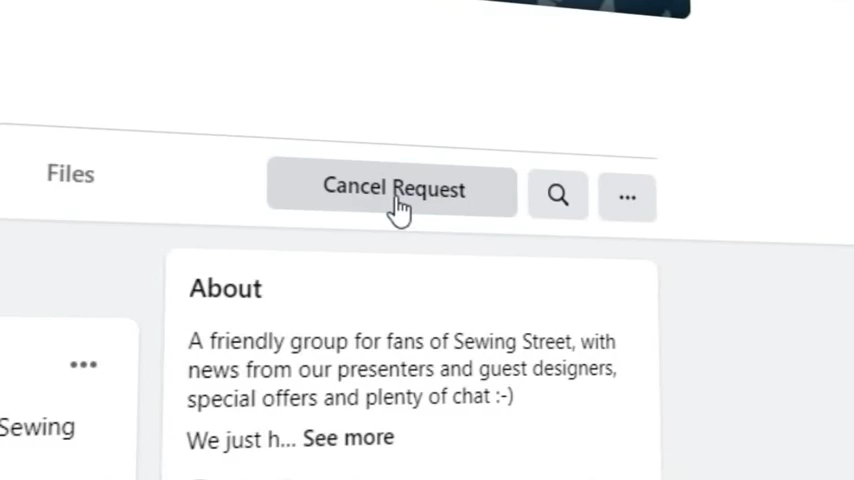 Files
Cancel Request
About
A friendly group for fans of Sewing Street, with
news from our presenters and guest designers,
special offers and plenty of chat :-)
We just h... See more
Sewing